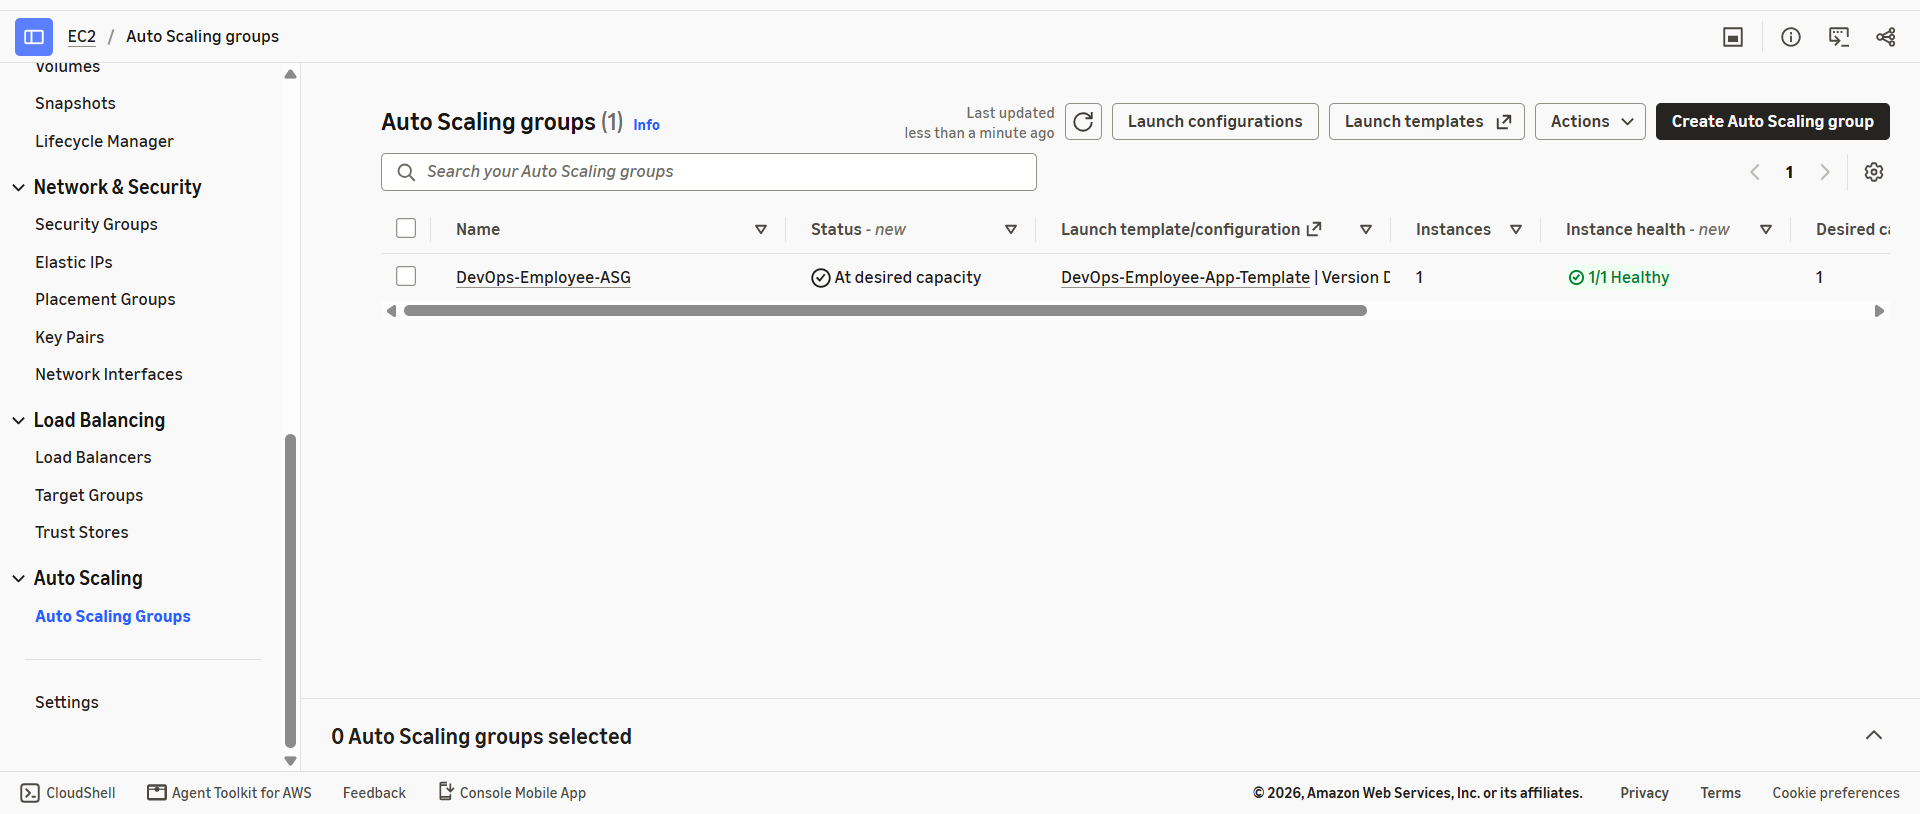 EC2 / Auto Scaling groups
Volumes
Snapshots
Lifecycle Manager
Network & Security
Security Groups
Elastic IPs
Placement Groups
Key Pairs
Network Interfaces
Load Balancing
Load Balancers
Target Groups
Trust Stores
Auto Scaling
Auto Scaling Groups
Settings
Auto Scaling groups (1) Info
Last updated
less than a minute ago
Launch configurations
Launch templates
Actions
Create Auto Scaling group
Search your Auto Scaling groups
1
Name Status - new Launch template/configuration Instances Instance health - new Desired ca
DevOps-Employee-ASG At desired capacity DevOps-Employee-App-Template | Version D 1 1/1 Healthy 1
0 Auto Scaling groups selected
CloudShell Agent Toolkit for AWS Feedback Console Mobile App © 2026, Amazon Web Services, Inc. or its affiliates. Privacy Terms Cookie preferences